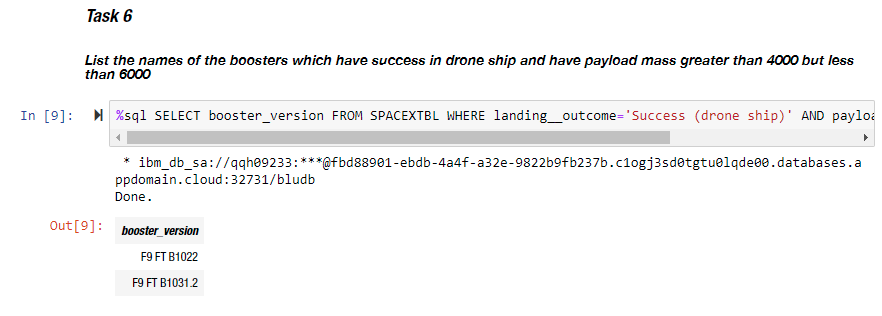 Task 6
List the names of the boosters which have success in drone ship and have payload mass greater than 4000 but less
than 6000
In [9]: %sql SELECT booster_version FROM SPACEXTBL WHERE landing__outcome='Success (drone ship)' AND payloa
* ibm_db_sa://qqh09233:***@fbd88901-ebdb-4a4f-a32e-9822b9fb237b.c1ogj3sd0tgtu0lqde00.databases.a
ppdomain.cloud:32731/bludb
Done.
Out[9]: booster_version
F9 FT B1022
F9 FT B1031.2